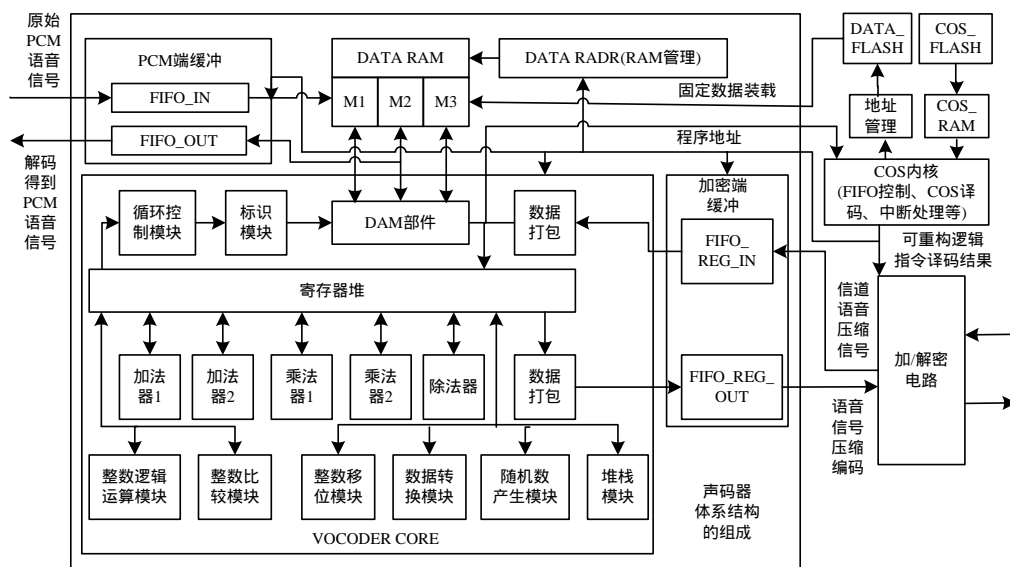 原始
PCM
语音
信号
PCM端缓冲
FIFO_IN
FIFO_OUT
解码
得到
PCM
语音
信号
DATA RAM
M1
M2
M3
DATA RADR(RAM管理)
固定数据装载
程序地址
DATA_
FLASH
COS_
FLASH
地址
管理
COS_
RAM
COS内核
(FIFO控制、COS译
码、中断处理等)
可重构逻辑
指令译码结果
循环控
制模块
标识
模块
DAM部件
数据
打包
加密端
缓冲
FIFO_
REG_IN
寄存器堆
信道
语音
压缩
信号
加法
器1
加法
器2
乘法
器1
乘法
器2
除法器
数据
打包
FIFO_REG_
OUT
加/解密
电路
语音
信号
压缩
编码
整数逻辑
运算模块
整数比
较模块
整数移
位模块
数据转
换模块
随机数
产生模块
堆栈
模块
VOCODER CORE
声码器
体系结构
的组成